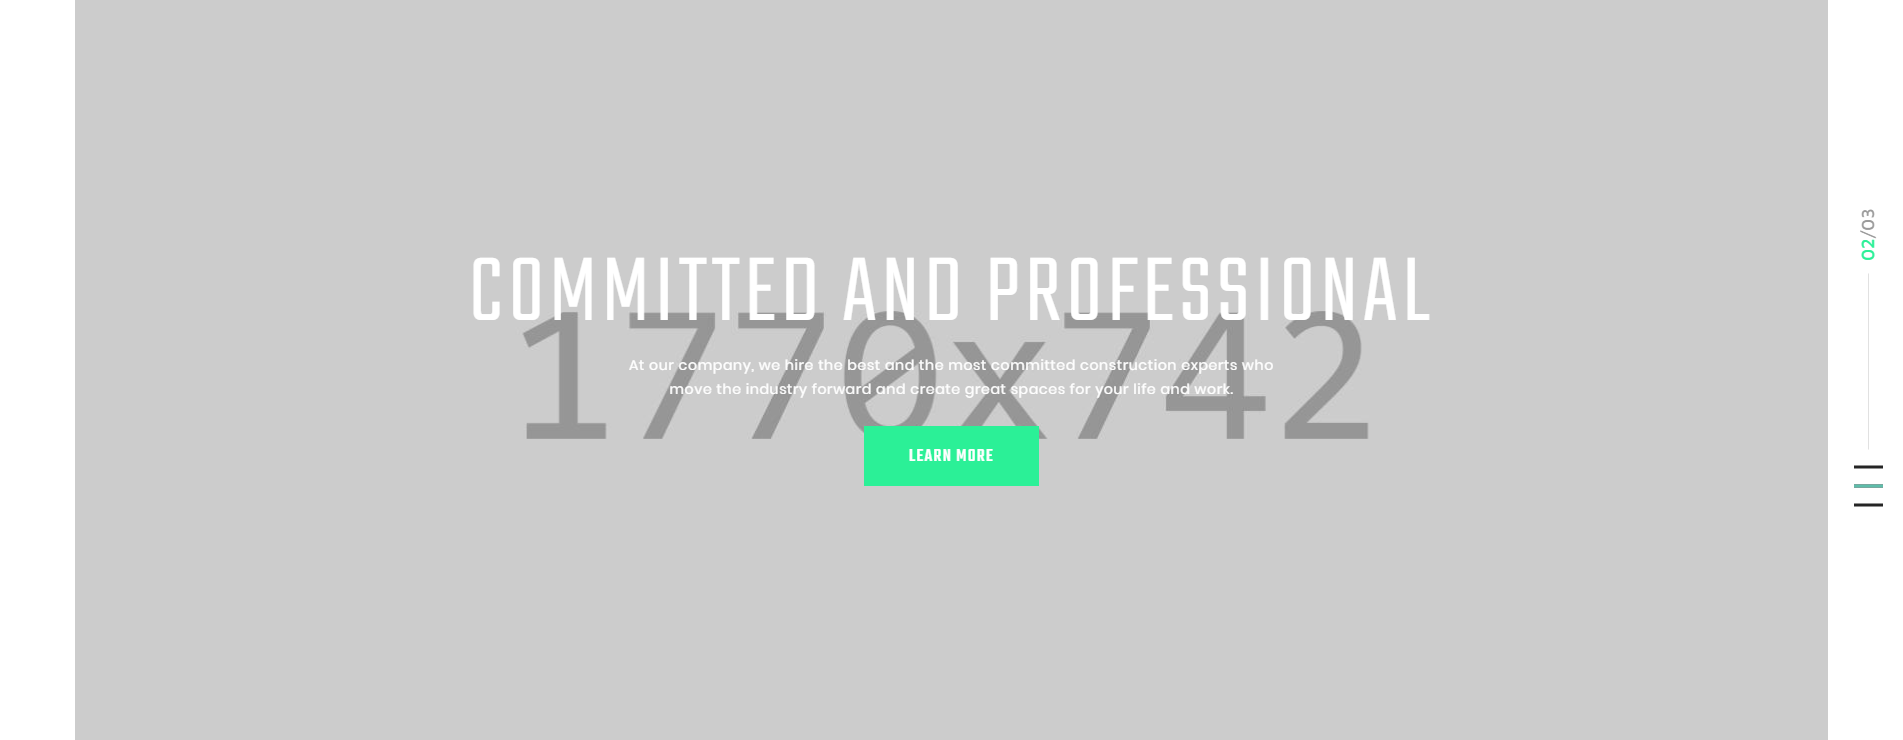 COMMITTED AND PROFESSIONAL
1770x742
At our company, we hire the best and the most committed construction experts who
move the industry forward and create great spaces for your life and work.
LEARN MORE
02/03